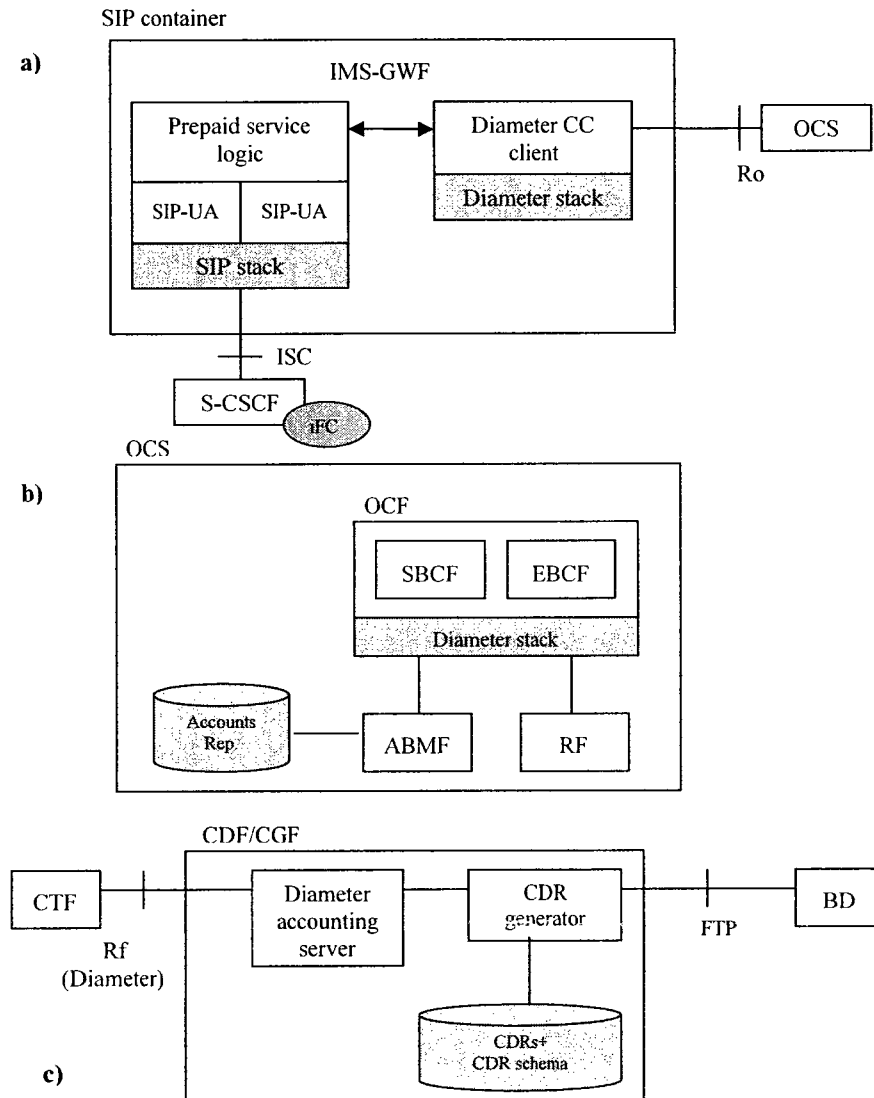 SIP container
a)
IMS-GWF
Prepaid service
logic
Diameter CC
client
OCS
Ro
SIP-UA
SIP-UA
Diameter stack
SIP stack
ISC
S-CSCF
iFC
OCS
b)
OCF
SBCF
EBCF
Diameter stack
Accounts
Rep
ABMF
RF
CDF/CGF
CTF
Diameter
accounting
server
CDR
generator
BD
Rf
(Diameter)
FTP
CDRs+
CDR schema
c)